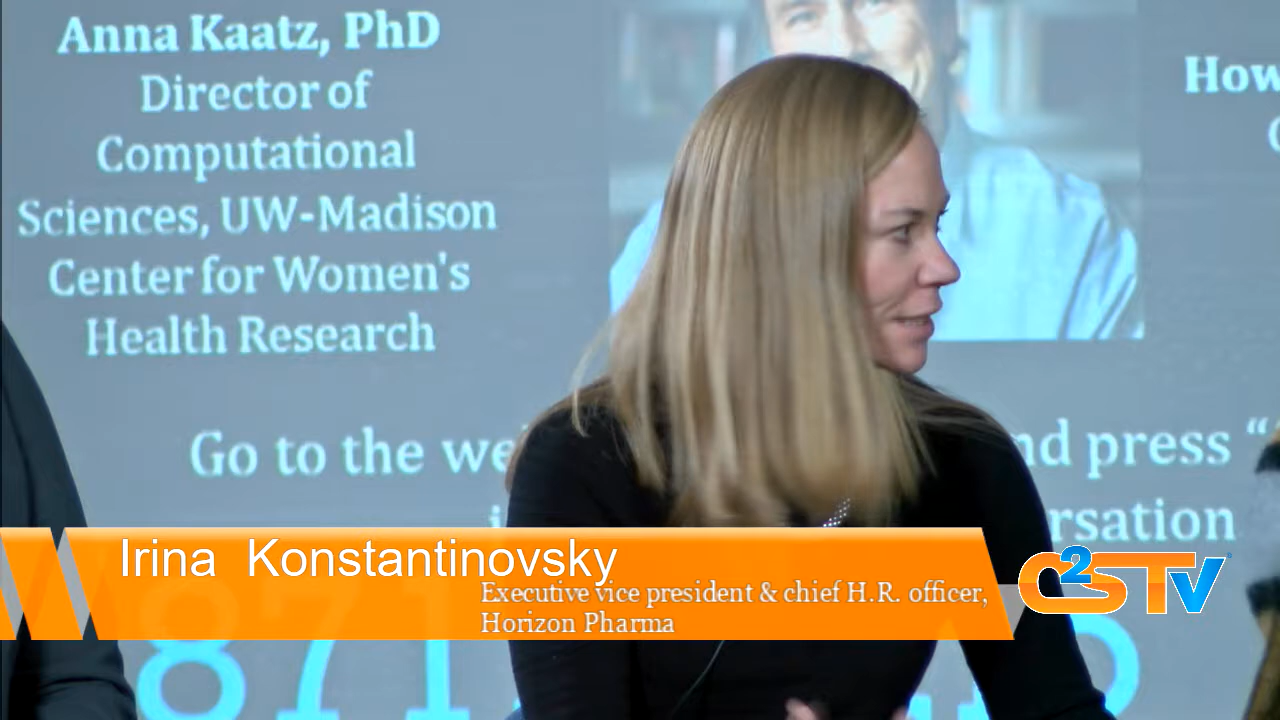 Anna Kaatz, PhD
Director of
Computational
Sciences, UW-Madison
Center for Women's
Health Research
How
Go to the we
nd press “
rsation
Irina Konstantinovsky
Executive vice president & chief H.R. officer,
Horizon Pharma
C2STV